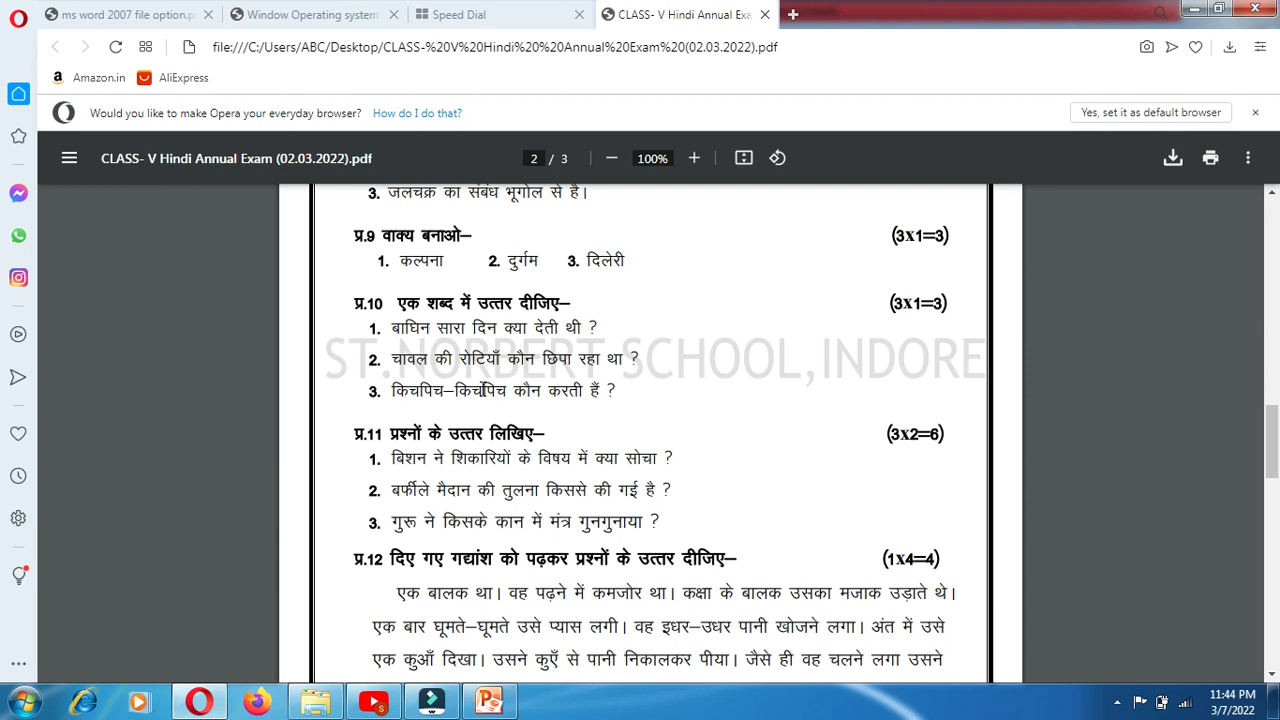 ms word 2007 file option.p
Window Operating system
Speed Dial
CLASS- V Hindi Annual Exa
file:///C:/Users/ABC/Desktop/CLASS-%20V%20Hindi%20%20Annual%20Exam%20(02.03.2022).pdf
Amazon.in
AliExpress
Would you like to make Opera your everyday browser? How do I do that?
Yes, set it as default browser
CLASS- V Hindi Annual Exam (02.03.2022).pdf
2 / 3
100%
3. जलचक्र का संबंध भूगोल से है।
प्र.9 वाक्य बनाओ– (3x1=3)
1. कल्पना 2. दुर्गम 3. दिलेरी
प्र.10 एक शब्द में उत्तर दीजिए– (3x1=3)
1. बाघिन सारा दिन क्या देती थी ?
ST.NORBERT SCHOOL, INDORE
2. चावल की रोटियाँ कौन छिपा रहा था ?
3. किचपिच–किचपिच कौन करती हैं ?
प्र.11 प्रश्नों के उत्तर लिखिए– (3x2=6)
1. बिशन ने शिकारियों के विषय में क्या सोचा ?
2. बर्फीले मैदान की तुलना किससे की गई है ?
3. गुरू ने किसके कान में मंत्र गुनगुनाया ?
प्र.12 दिए गए गद्यांश को पढ़कर प्रश्नों के उत्तर दीजिए– (1x4=4)
एक बालक था। वह पढ़ने में कमजोर था। कक्षा के बालक उसका मजाक उड़ाते थे।
एक बार घूमते–घूमते उसे प्यास लगी। वह इधर–उधर पानी खोजने लगा। अंत में उसे
एक कुआँ दिखा। उसने कुएँ से पानी निकालकर पीया। जैसे ही वह चलने लगा उसने
11:44 PM
3/7/2022